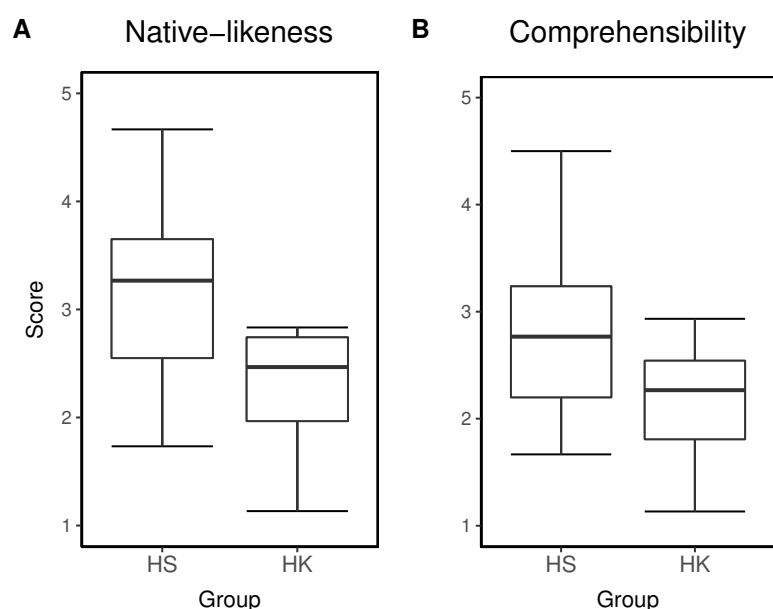 A Native−likeness
5
4
3
2
1
Score
HS HK
Group
B Comprehensibility
5
4
3
2
1
HS HK
Group